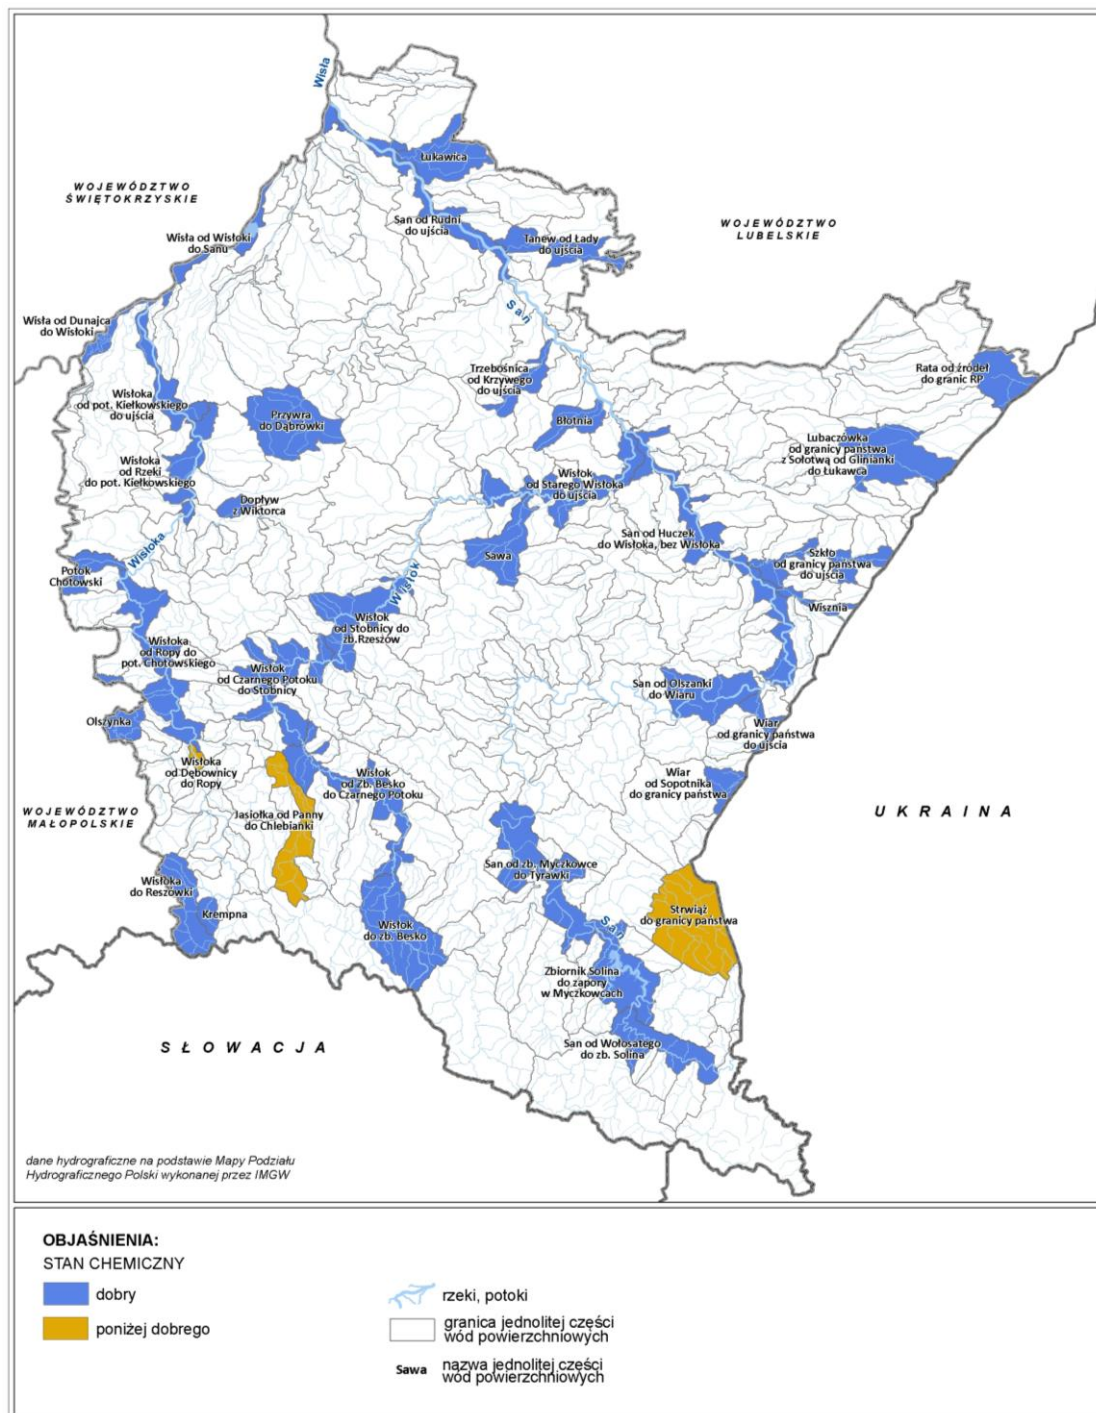 Wisła
WOJEWÓDZTWO
ŚWIĘTOKRZYSKIE
Łukawica
San od Rudni
do ujścia
WOJEWÓDZTWO
LUBELSKIE
Wisła od Wisłoki
do Sanu
Tanew od Łady
do ujścia
San
Wisła od Dunajca
do Wisłoki
Trzebośnica
od Krzywego
do ujścia
Rata od źródeł
do granic RP
Wisłoka
od pot. Kiełkowskiego
do ujścia
Przywra
do Dąbrówki
Błotnia
Lubaczówka
od granicy państwa
z Sołotwą od Glinianki
do Łukawca
Wisłoka
od Rzeki
do pot. Kiełkowskiego
Wisłok
od Starego Wisłoka
do ujścia
Dopływ
z Wiktorca
San od Huczek
do Wisłoka, bez Wisłoka
Wisłoka
Sawa
Szkło
od granicy państwa
do ujścia
Potok
Chotowski
Wisłok
Wisznia
Wisłok
od Stobnicy do
zb.Rzeszów
Wisłoka
od Ropy do
pot. Chotowskiego
Wisłok
od Czarnego Potoku
do Stobnicy
San od Olszanki
do Wiaru
Olszynka
Wiar
od granicy państwa
do ujścia
Wisłoka
od Dębownicy
do Ropy
Wisłok
od Zb. Besko
do Czarnego Potoku
Wiar
od Sopotnika
do granicy państwa
WOJEWÓDZTWO
MAŁOPOLSKIE
Jasiołka od Panny
do Chlebianki
UKRAINA
San od zb. Myczkowce
do Tyrawki
Wisłoka
do Reszówki
Krempna
Strwiąż
do granicy państwa
Wisłok
do zb. Besko
San
Zbiornik Solina
do zapory
w Myczkowcach
San od Wołosatego
do zb. Solina
SŁOWACJA
dane hydrograficzne na podstawie Mapy Podziału
Hydrograficznego Polski wykonanej przez IMGW
OBJAŚNIENIA:
STAN CHEMICZNY
dobry
poniżej dobrego
rzeki, potoki
granica jednolitej części
wód powierzchniowych
Sawa
nazwa jednolitej części
wód powierzchniowych